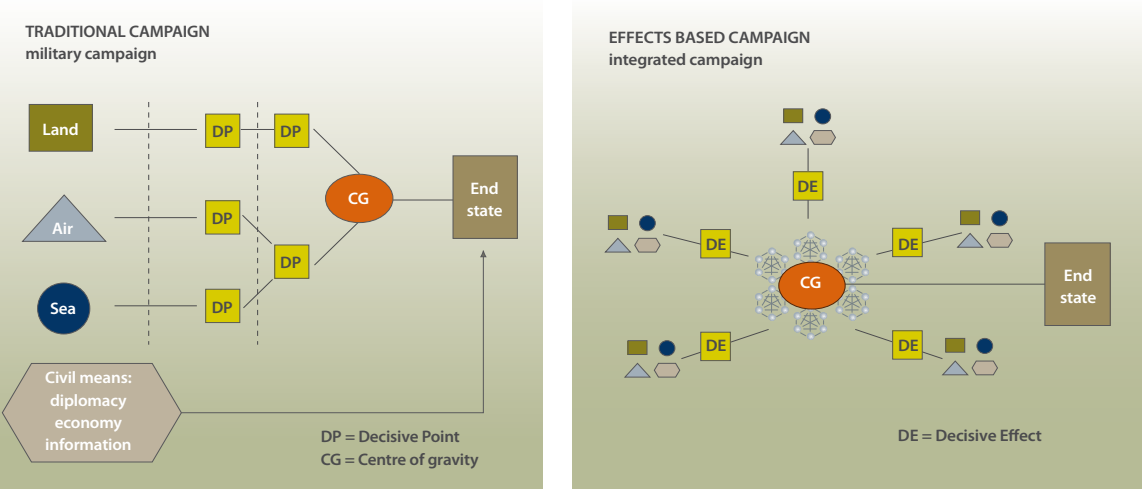 TRADITIONAL CAMPAIGN
military campaign
Land
DP
DP
Air
DP
DP
Sea
DP
CG
End
state
Civil means:
diplomacy
economy
information
DP = Decisive Point
CG = Centre of gravity
EFFECTS BASED CAMPAIGN
integrated campaign
DE
DE
DE
CG
End
state
DE
DE
DE = Decisive Effect